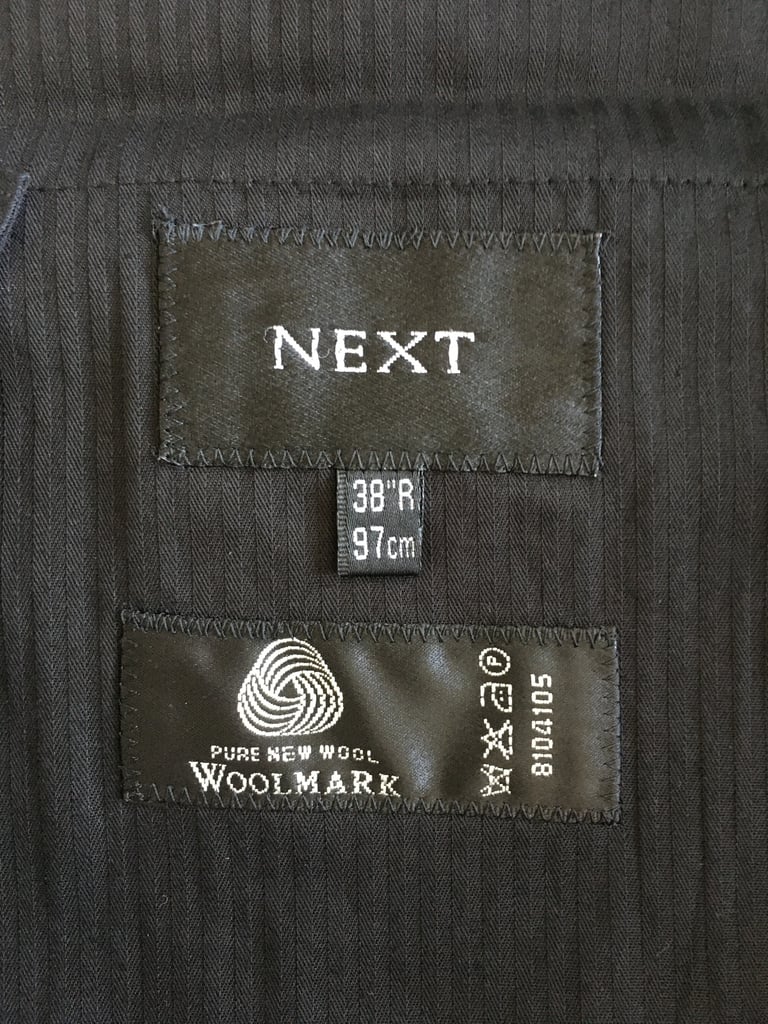 NEXT
38"R
97cm
PURE NEW WOOL
WOOLMARK
P
8104105